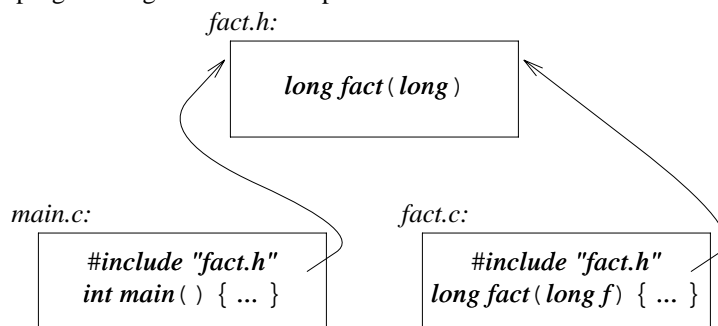 fact.h:
long fact(long)
main.c:
#include "fact.h"
int main() { ... }
fact.c:
#include "fact.h"
long fact(long f) { ... }